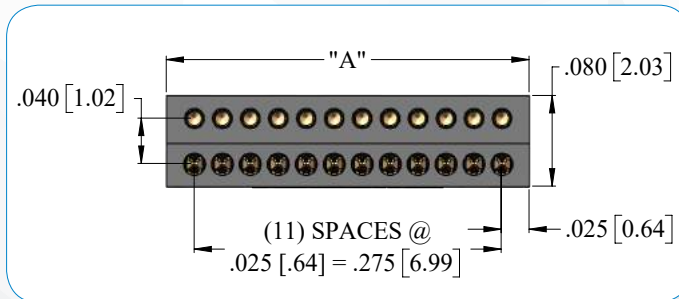 "A"
.080 [2.03]
.040 [1.02]
(11) SPACES @
.025 [.64] = .275 [6.99]
.025 [0.64]